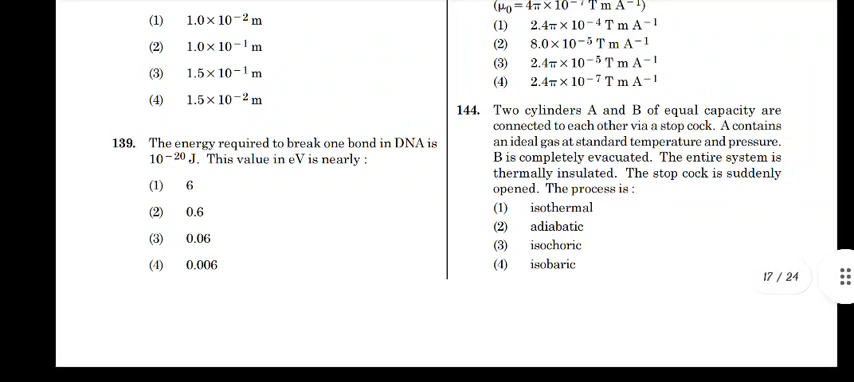 (1) 1.0×10−2 m
(2) 1.0×10−1 m
(3) 1.5×10−1 m
(4) 1.5×10−2 m
139. The energy required to break one bond in DNA is
10−20 J. This value in eV is nearly :
(1) 6
(2) 0.6
(3) 0.06
(4) 0.006
(μ0=4π×10−7 T m A−1)
(1) 2.4π×10−4 T m A−1
(2) 8.0×10−5 T m A−1
(3) 2.4π×10−5 T m A−1
(4) 2.4π×10−7 T m A−1
144. Two cylinders A and B of equal capacity are
connected to each other via a stop cock. A contains
an ideal gas at standard temperature and pressure.
B is completely evacuated. The entire system is
thermally insulated. The stop cock is suddenly
opened. The process is :
(1) isothermal
(2) adiabatic
(3) isochoric
(4) isobaric
17 / 24